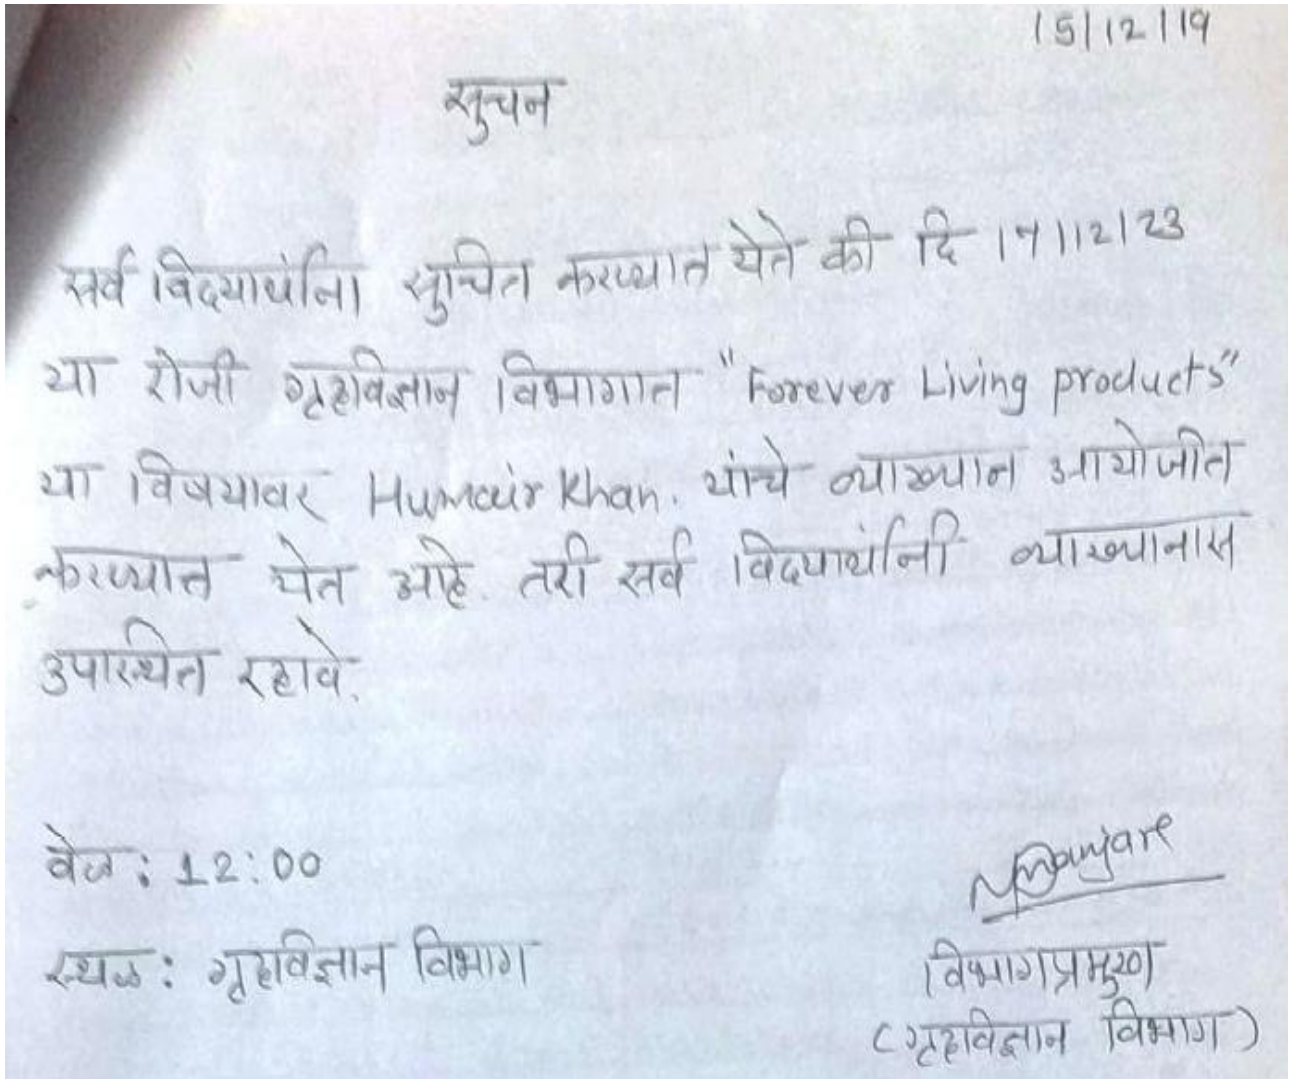 15/12/19
सुचन
सर्व विद्यार्थांना सुचित करण्यात येते की दि 17/12/23
या रोजी गृहविज्ञान विभागात "Forever Living products"
या विषयावर Humair Khan. यांचे व्याख्यान आयोजीत
करण्यात येत आहे. तरी सर्व विद्यार्थांनी व्याख्यानास
उपास्थित रहावे.
वेळ : 12:00
स्थळ : गृहविज्ञान विभाग
विभागप्रमुख
(गृहविज्ञान विभाग)